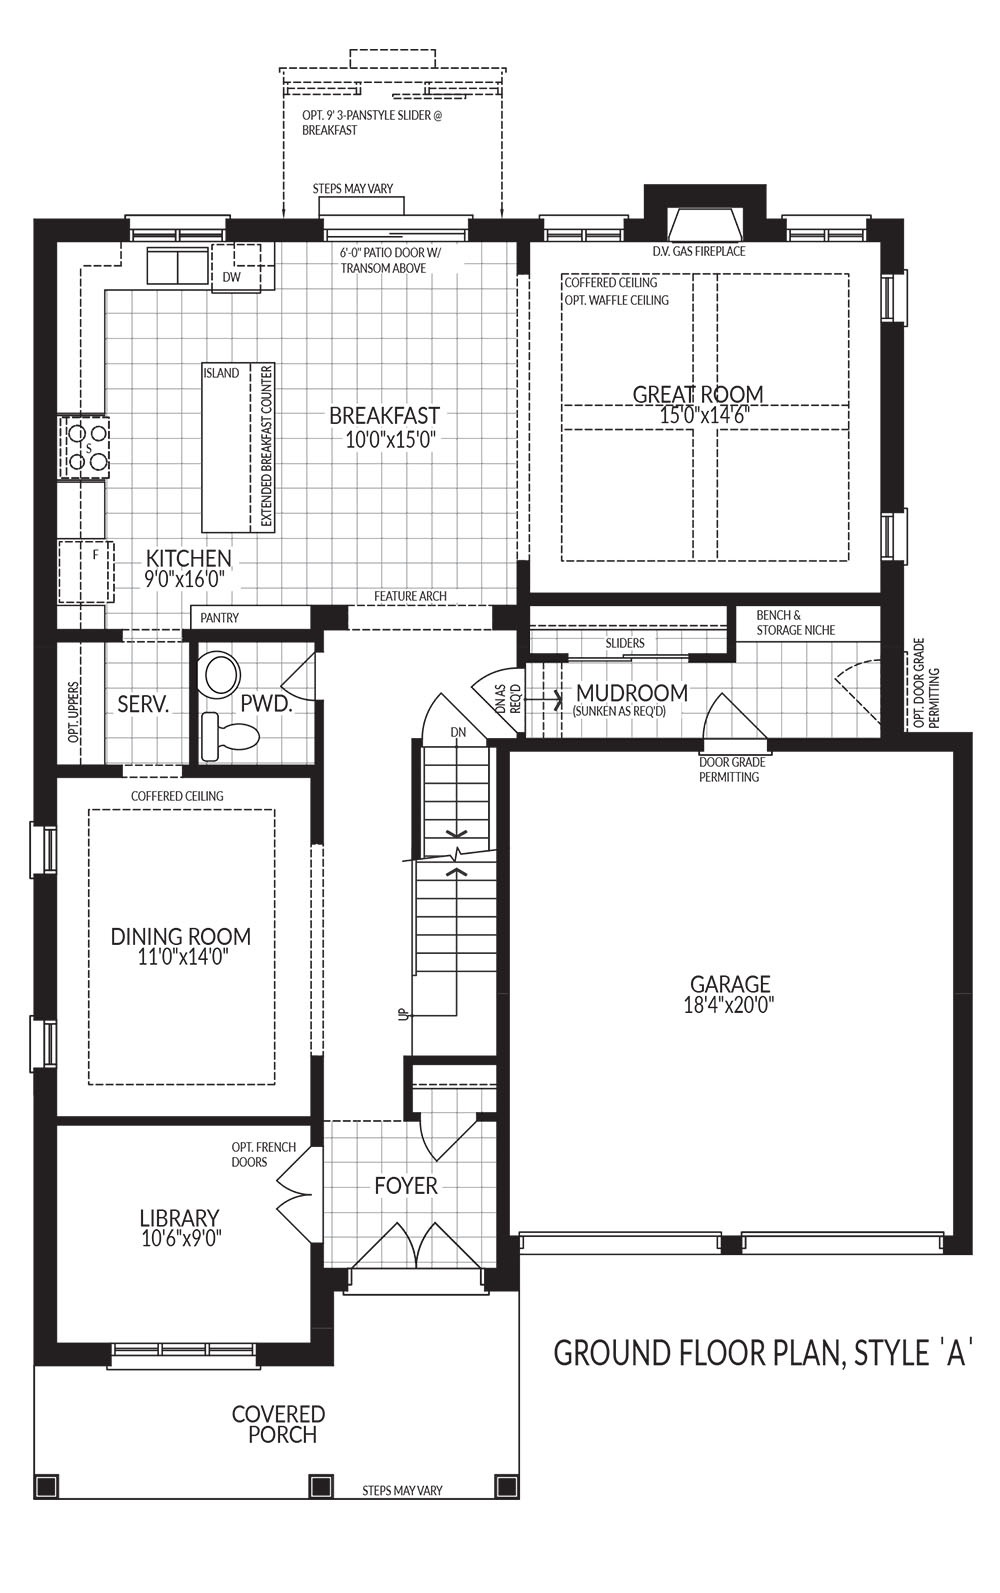 OPT. 9' 3-PANSTYLE SLIDER @
BREAKFAST
STEPS MAY VARY
6'-0" PATIO DOOR W/
TRANSOM ABOVE
D.V. GAS FIREPLACE
DW
COFFERED CEILING
OPT. WAFFLE CEILING
ISLAND
EXTENDED BREAKFAST COUNTER
BREAKFAST
10'0"x15'0"
GREAT ROOM
15'0"x14'6"
S
F
KITCHEN
9'0"x16'0"
FEATURE ARCH
PANTRY
BENCH &
STORAGE NICHE
SLIDERS
OPT. UPPERS
SERV.
PWD.
DN AS
REQ'D
MUDROOM
(SUNKEN AS REQ'D)
OPT. DOOR GRADE
PERMITTING
DN
DOOR GRADE
PERMITTING
COFFERED CEILING
DINING ROOM
11'0"x14'0"
GARAGE
18'4"x20'0"
UP
OPT. FRENCH
DOORS
FOYER
LIBRARY
10'6"x9'0"
GROUND FLOOR PLAN, STYLE 'A'
COVERED
PORCH
STEPS MAY VARY